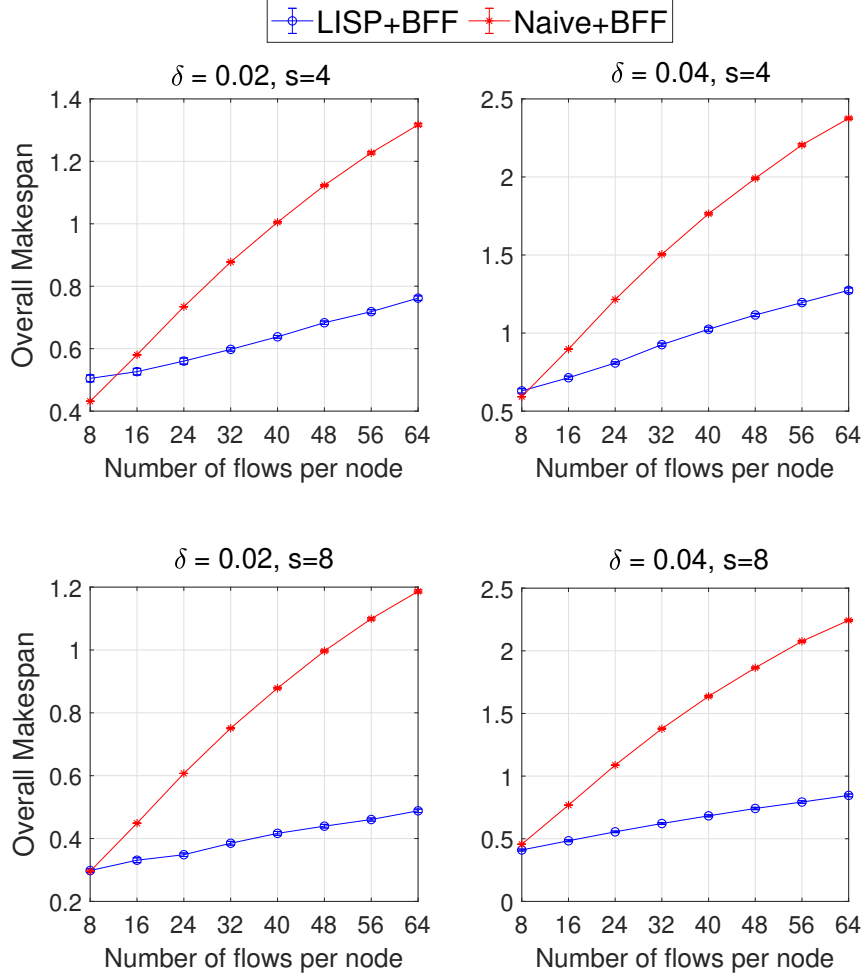 LISP+BFF Naive+BFF
δ = 0.02, s=4
1.4
1.2
1
0.8
0.6
0.4
Overall Makespan
8 16 24 32 40 48 56 64
Number of flows per node
δ = 0.04, s=4
2.5
2
1.5
1
0.5
8 16 24 32 40 48 56 64
Number of flows per node
δ = 0.02, s=8
1.2
1
0.8
0.6
0.4
0.2
Overall Makespan
8 16 24 32 40 48 56 64
Number of flows per node
δ = 0.04, s=8
2.5
2
1.5
1
0.5
0
8 16 24 32 40 48 56 64
Number of flows per node